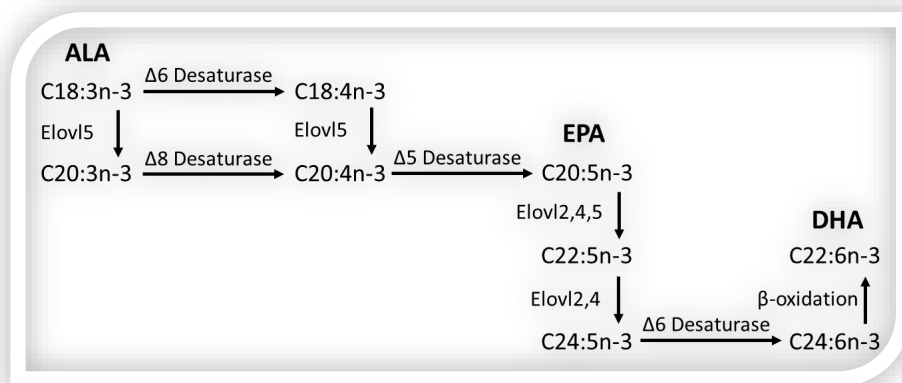 ALA
C18:3n-3 Δ6 Desaturase C18:4n-3
Elovl5 Elovl5
C20:3n-3 Δ8 Desaturase C20:4n-3 Δ5 Desaturase C20:5n-3
EPA
Elovl2,4,5
C22:5n-3
Elovl2,4
C24:5n-3 Δ6 Desaturase C24:6n-3
β-oxidation
C22:6n-3
DHA